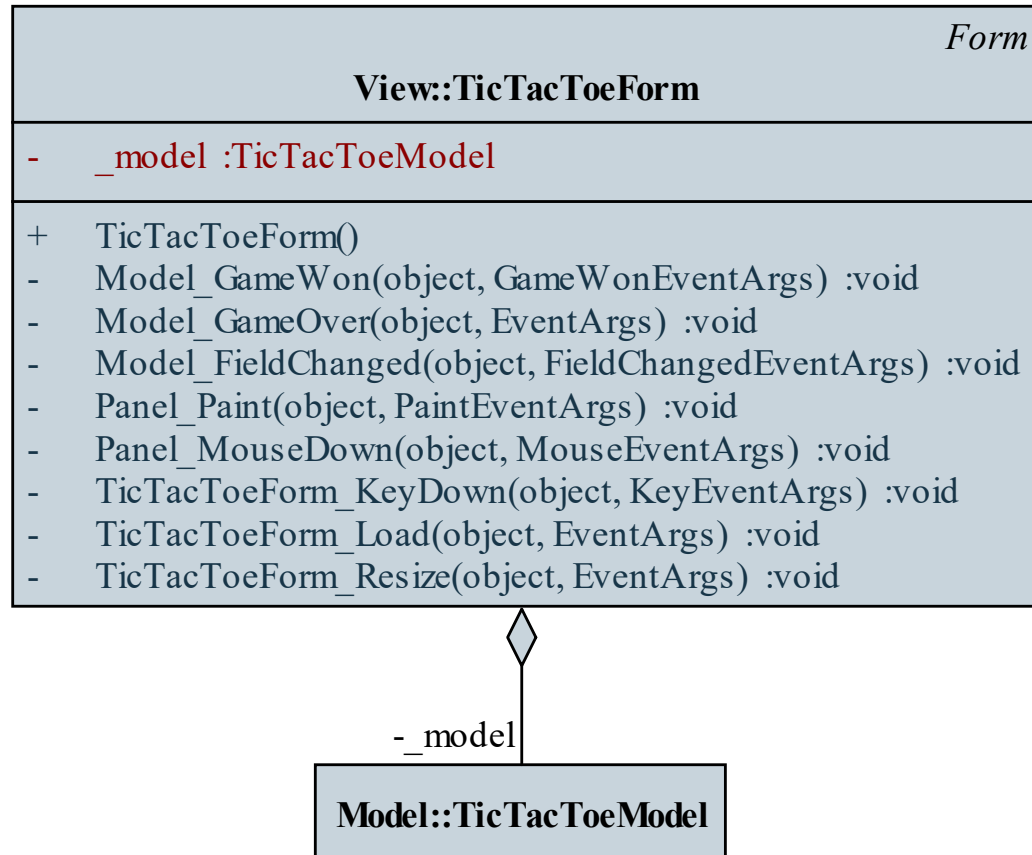 Form
View::TicTacToeForm
- _model :TicTacToeModel
+ TicTacToeForm()
- Model_GameWon(object, GameWonEventArgs) :void
- Model_GameOver(object, EventArgs) :void
- Model_FieldChanged(object, FieldChangedEventArgs) :void
- Panel_Paint(object, PaintEventArgs) :void
- Panel_MouseDown(object, MouseEventArgs) :void
- TicTacToeForm_KeyDown(object, KeyEventArgs) :void
- TicTacToeForm_Load(object, EventArgs) :void
- TicTacToeForm_Resize(object, EventArgs) :void
-_model
Model::TicTacToeModel